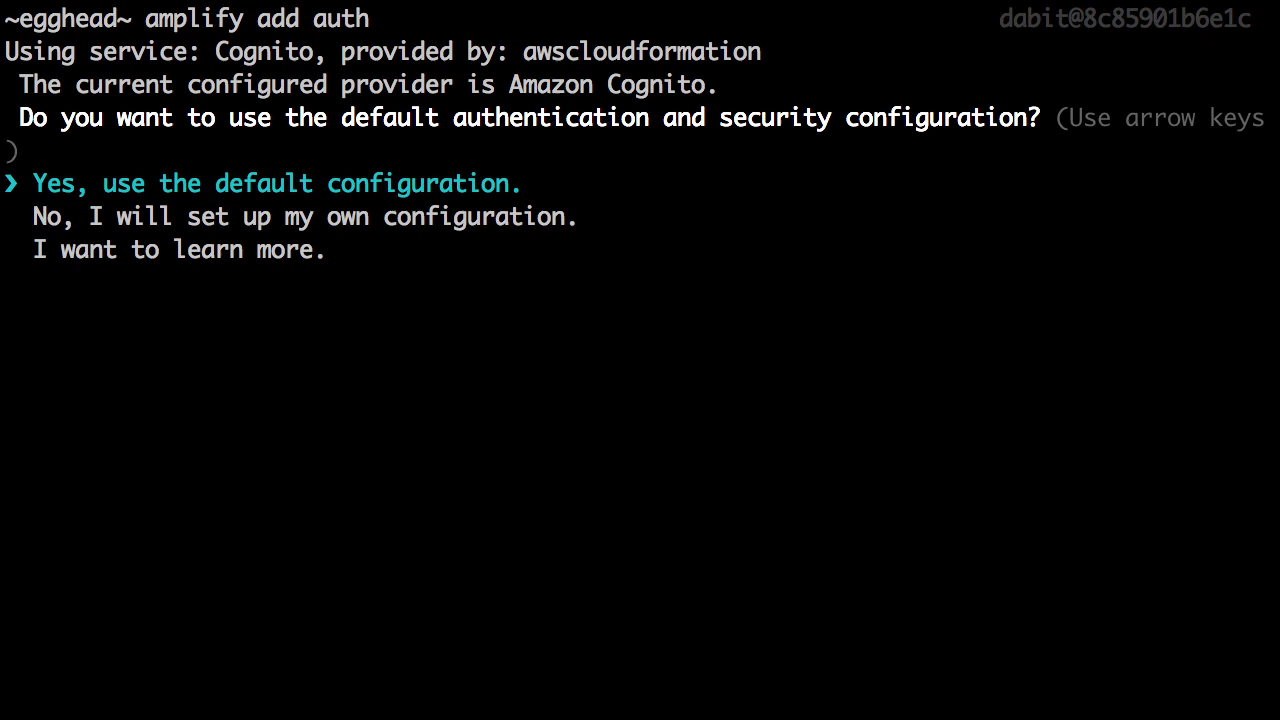 ~egghead~ amplify add auth dabit@8c85901b6e1c
Using service: Cognito, provided by: awscloudformation
The current configured provider is Amazon Cognito.
Do you want to use the default authentication and security configuration? (Use arrow keys
)
❯ Yes, use the default configuration.
No, I will set up my own configuration.
I want to learn more.